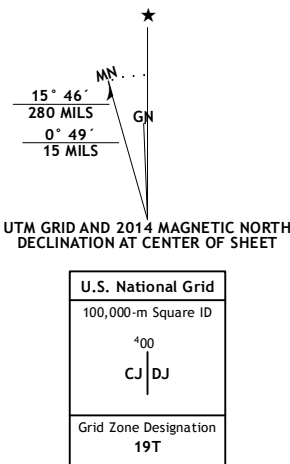 ★
MN
GN
15° 46´
280 MILS
0° 49´
15 MILS
UTM GRID AND 2014 MAGNETIC NORTH
DECLINATION AT CENTER OF SHEET
U.S. National Grid
100,000-m Square ID
⁴00
CJ DJ
Grid Zone Designation
19T